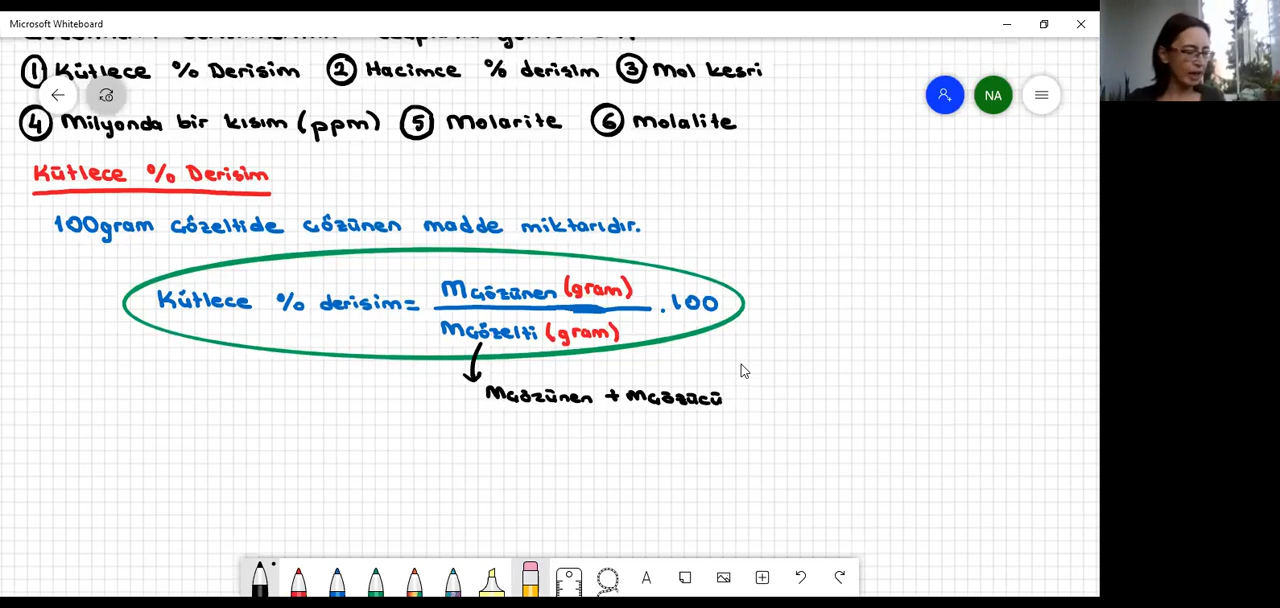 Microsoft Whiteboard
① Kütlece % Derisim ② Hacimce % derisim ③ Mol kesri
④ Milyonda bir kısım (ppm) ⑤ Molarite ⑥ Molalite
NA
Kütlece % Derisim
100gram çözeltide çözünen madde miktarıdır.
Kütlece % derisim = mçözünen (gram) / mçözelti (gram) . 100
mçözünen + mçözücü
A